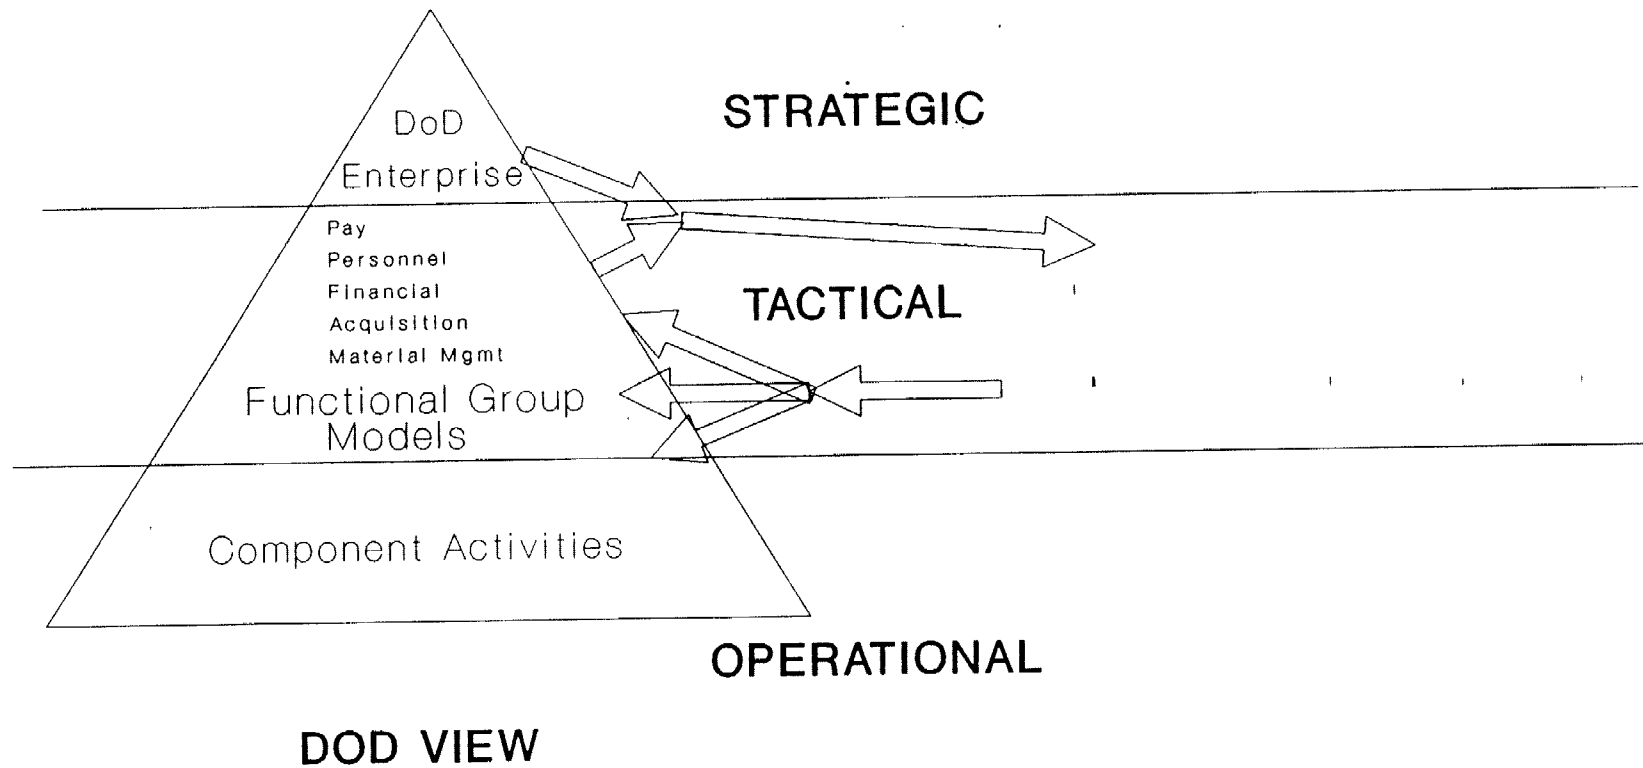 STRATEGIC
DoD
Enterprise
Pay
Personnel
Financial
Acquisition
Material Mgmt
TACTICAL
Functional Group
Models
Component Activities
OPERATIONAL
DOD VIEW